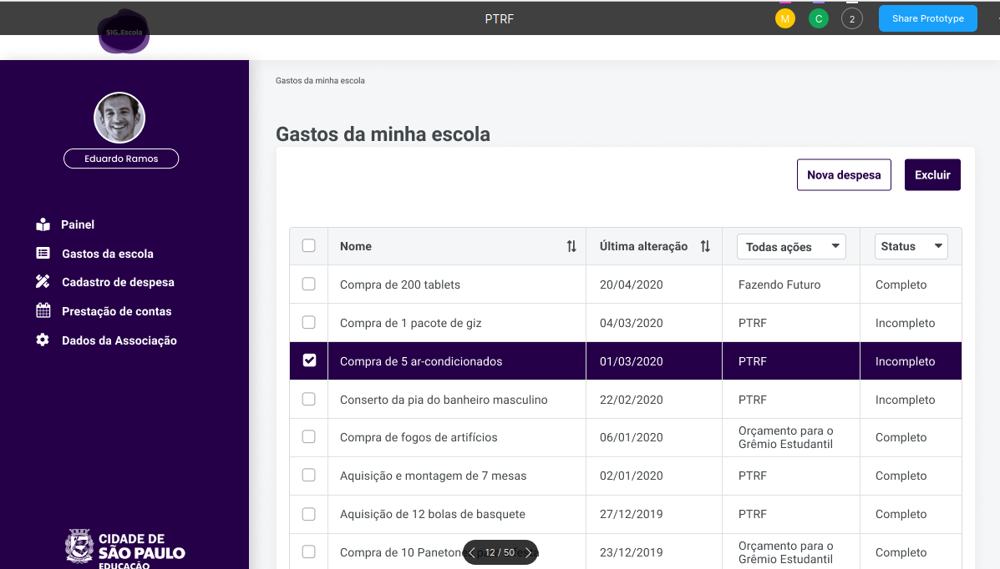 PTRF
M
C
2
Share Prototype
SIG_Escola
Eduardo Ramos
Painel
Gastos da escola
Cadastro de despesa
Prestação de contas
Dados da Associação
CIDADE DE
SÃO PAULO
EDUCAÇÃO
Gastos da minha escola
Gastos da minha escola
Nova despesa
Excluir
Nome
Última alteração
Todas ações
Status
Compra de 200 tablets
20/04/2020
Fazendo Futuro
Completo
Compra de 1 pacote de giz
04/03/2020
PTRF
Incompleto
Compra de 5 ar-condicionados
01/03/2020
PTRF
Incompleto
Conserto da pia do banheiro masculino
22/02/2020
PTRF
Incompleto
Compra de fogos de artifícios
06/01/2020
Orçamento para o
Grêmio Estudantil
Completo
Aquisição e montagem de 7 mesas
02/01/2020
PTRF
Completo
Aquisição de 12 bolas de basquete
27/12/2019
PTRF
Completo
Compra de 10 Panetone
23/12/2019
Orçamento para o
Grêmio Estudantil
Completo
12 / 50